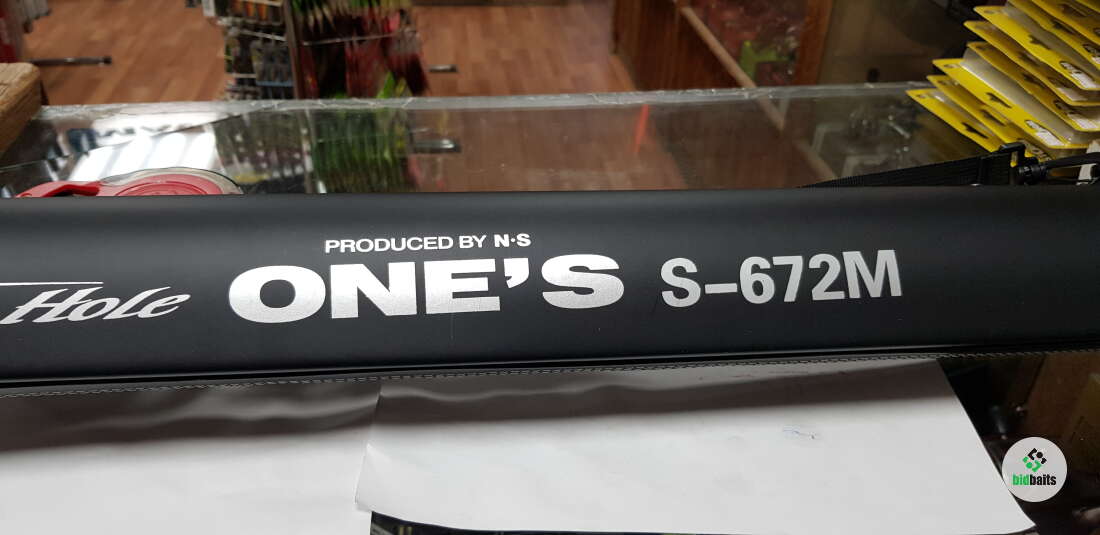 PRODUCED BY N·S
Hole ONE'S S-672M
bidbaits